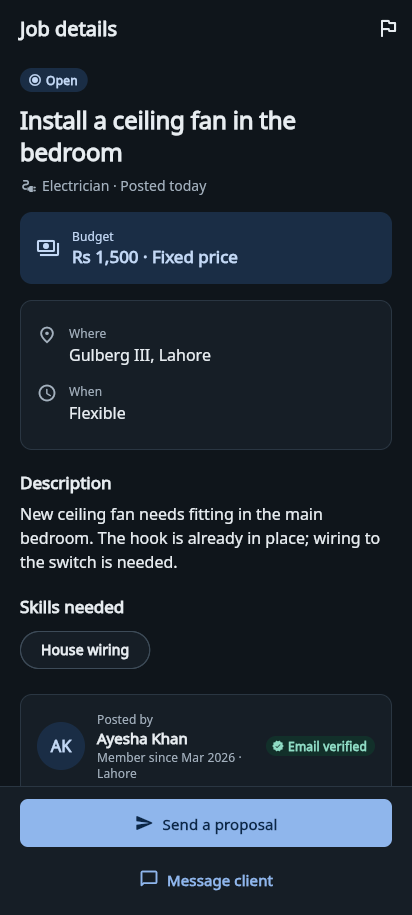 Job details
Open
Install a ceiling fan in the
bedroom
Electrician · Posted today
Budget
Rs 1,500 · Fixed price
Where
Gulberg III, Lahore
When
Flexible
Description
New ceiling fan needs fitting in the main
bedroom. The hook is already in place; wiring to
the switch is needed.
Skills needed
House wiring
AK
Posted by
Ayesha Khan
Member since Mar 2026 ·
Lahore
Email verified
Send a proposal
Message client